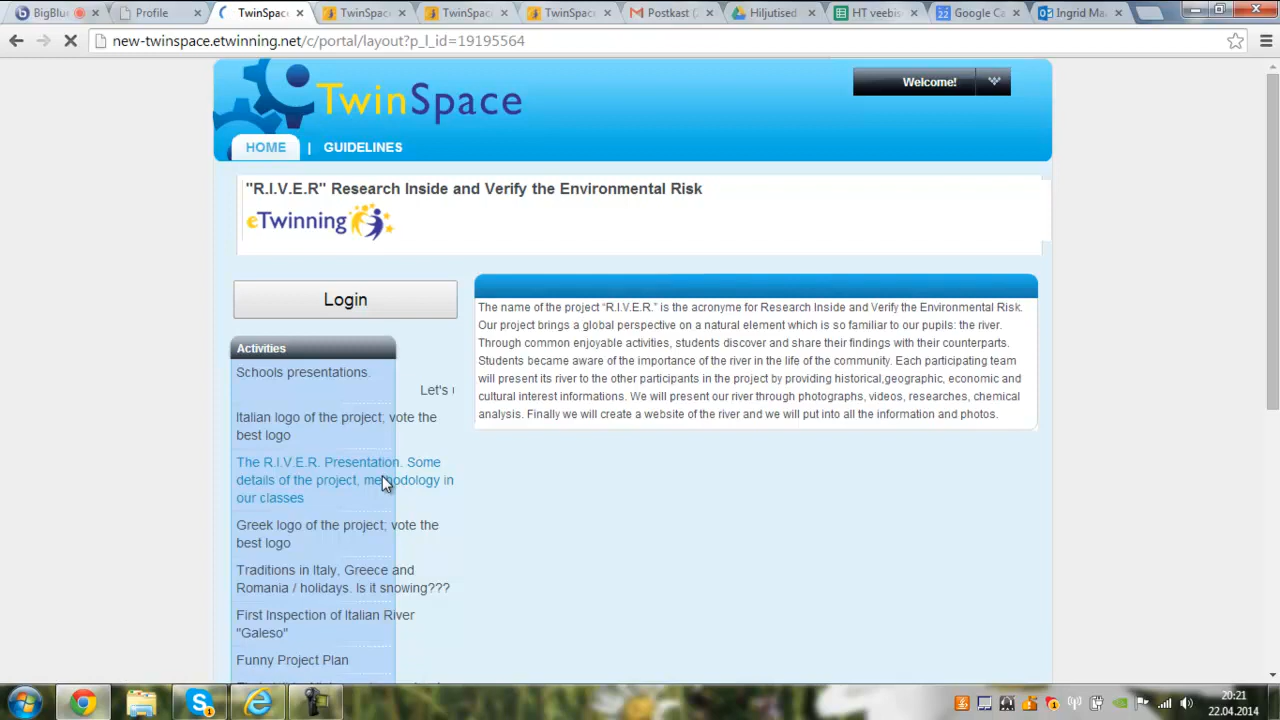 BigBlue
Profile
TwinSpace
TwinSpace
TwinSpace
TwinSpace
Postkast
Hiljutised
HT veebis
Google Ca
Ingrid Ma
new-twinspace.etwinning.net/c/portal/layout?p_l_id=19195564
TwinSpace
Welcome!
HOME | GUIDELINES
"R.I.V.E.R" Research Inside and Verify the Environmental Risk
eTwinning
Login
Activities
Schools presentations.
Let's
Italian logo of the project; vote the
best logo
The R.I.V.E.R. Presentation. Some
details of the project, methodology in
our classes
Greek logo of the project; vote the
best logo
Traditions in Italy, Greece and
Romania / holidays. Is it snowing???
First Inspection of Italian River
"Galeso"
Funny Project Plan
The name of the project “R.I.V.E.R.” is the acronyme for Research Inside and Verify the Environmental Risk.
Our project brings a global perspective on a natural element which is so familiar to our pupils: the river.
Through common enjoyable activities, students discover and share their findings with their counterparts.
Students became aware of the importance of the river in the life of the community. Each participating team
will present its river to the other participants in the project by providing historical,geographic, economic and
cultural interest informations. We will present our river through photographs, videos, researches, chemical
analysis. Finally we will create a website of the river and we will put into all the information and photos.
20:21
22.04.2014